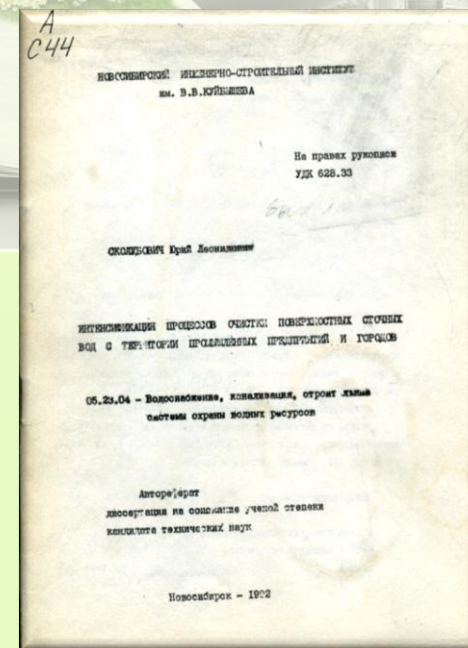 А
С44
НОВОСИБИРСКИЙ ИНЖЕНЕРНО-СТРОИТЕЛЬНЫЙ ИНСТИТУТ
им. В.В.КУЙБЫШЕВА
На правах рукописи
УДК 628.33
СКОЛУБОВИЧ Юрий Леонидович
ИНТЕНСИФИКАЦИЯ ПРОЦЕССОВ ОЧИСТКИ ПОВЕРХНОСТНЫХ СТОЧНЫХ
ВОД С ТЕРРИТОРИИ ПРОМЫШЛЕННЫХ ПРЕДПРИЯТИЙ И ГОРОДОВ
05.23.04 - Водоснабжение, канализация, строит льные
системы охраны водных ресурсов
Автореферат
диссертации на соискание ученой степени
кандидата технических наук
Новосибирск - 1992